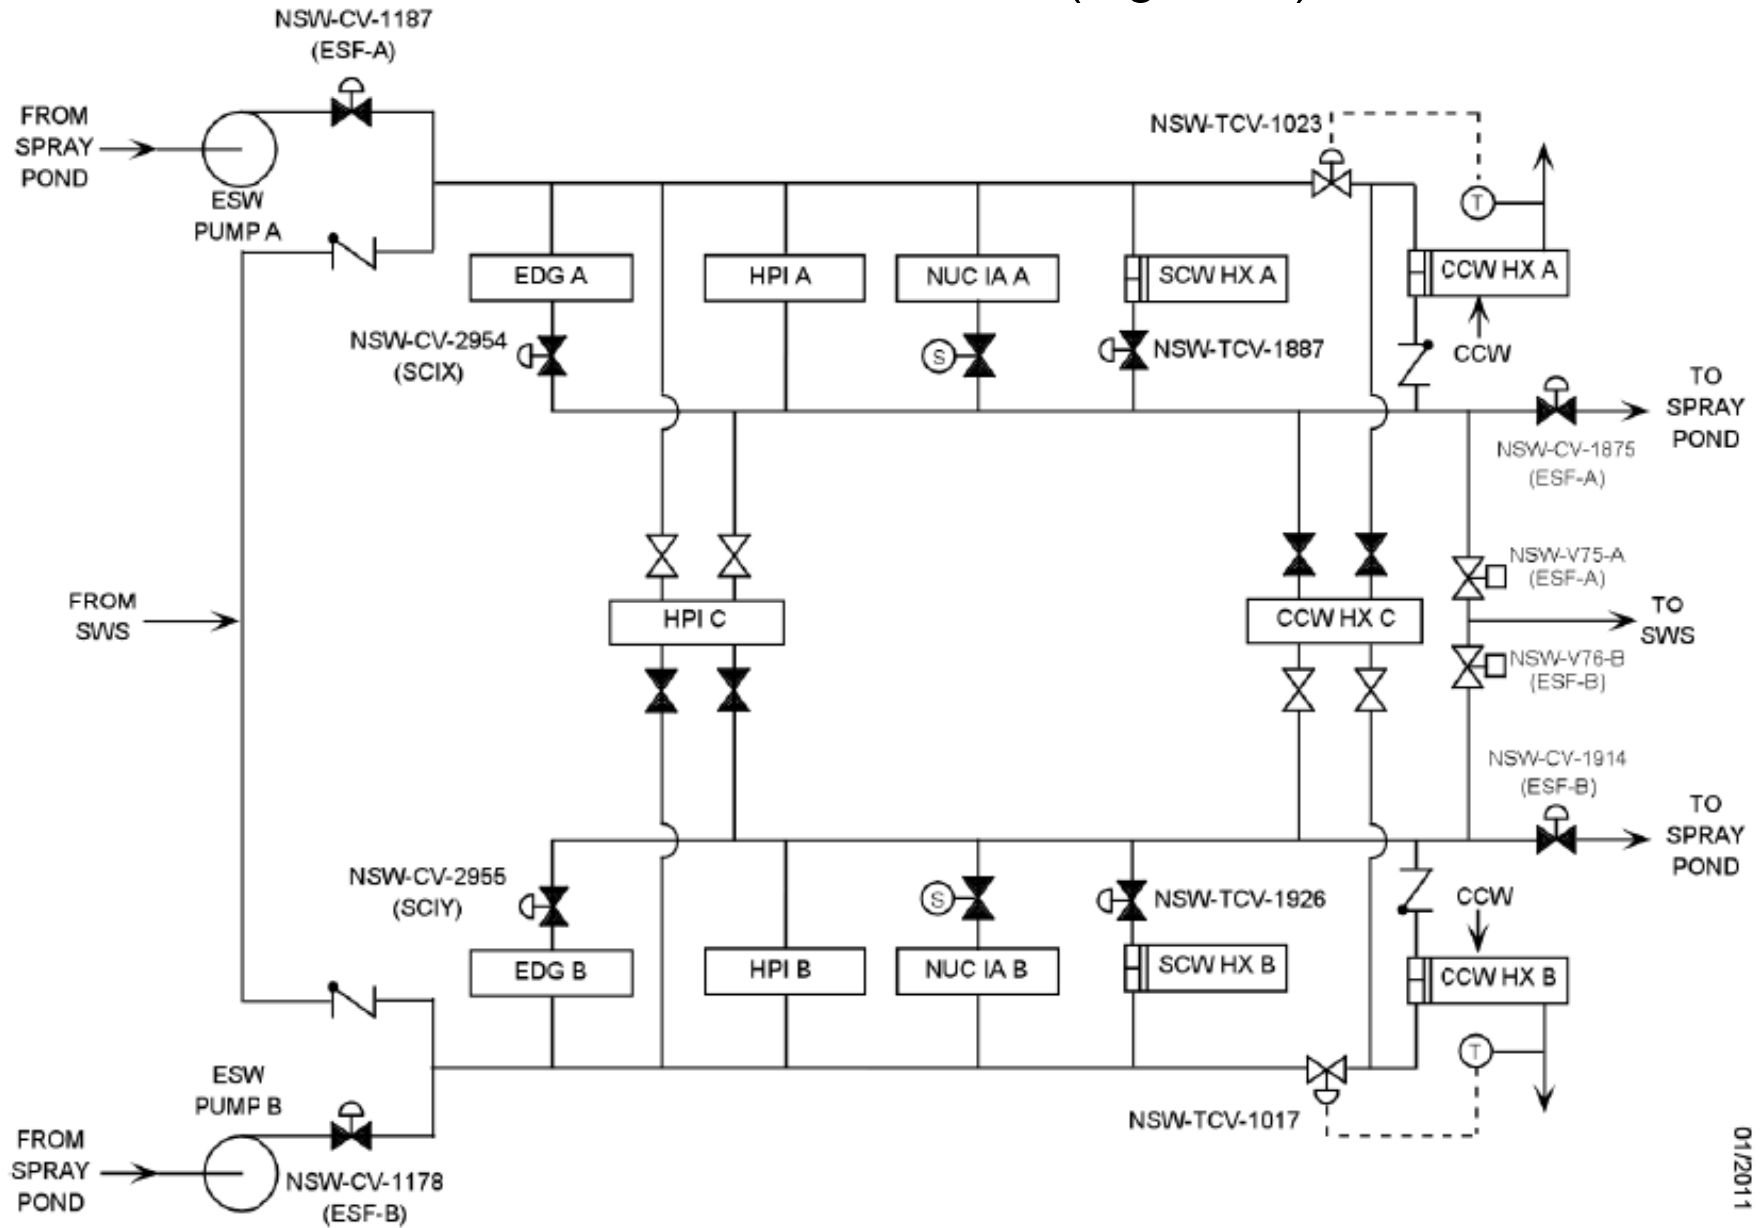 NSW-CV-1187
(ESF-A)
FROM
SPRAY
POND
ESW
PUMP A
NSW-TCV-1023
T
EDG A
HPI A
NUC IA A
SCW HX A
CCW HX A
NSW-CV-2954
(SCIX)
S
NSW-TCV-1887
CCW
TO
SPRAY
POND
NSW-CV-1875
(ESF-A)
NSW-V75-A
(ESF-A)
FROM
SWS
HPI C
CCW HX C
TO
SWS
NSW-V76-B
(ESF-B)
NSW-CV-1914
(ESF-B)
TO
SPRAY
POND
NSW-CV-2955
(SCIY)
S
NSW-TCV-1926
CCW
EDG B
HPI B
NUC IA B
SCW HX B
CCW HX B
T
ESW
PUMP B
NSW-TCV-1017
FROM
SPRAY
POND
NSW-CV-1178
(ESF-B)
01/2011